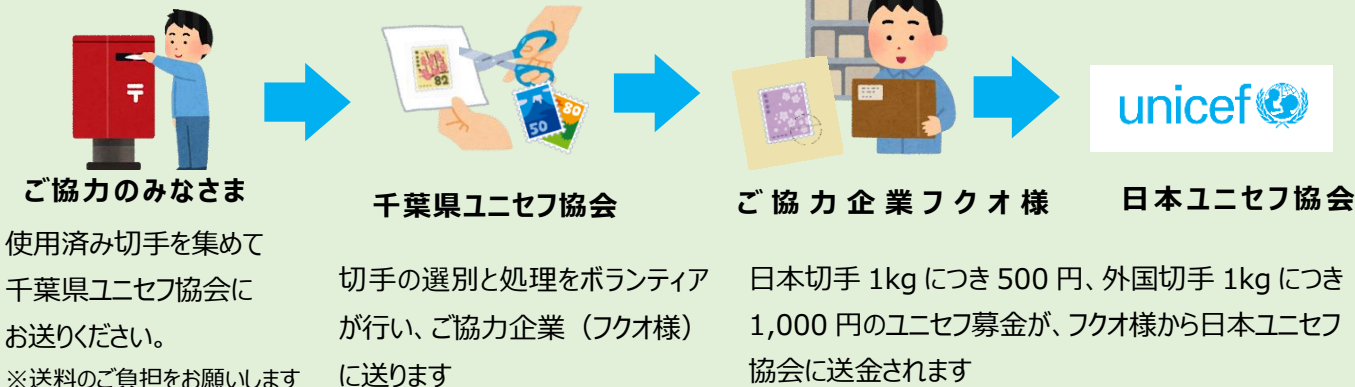 〒
82
50
80
unicef
ご協力のみなさま
使用済み切手を集めて
千葉県ユニセフ協会に
お送りください。
※送料のご負担をお願いします
千葉県ユニセフ協会
切手の選別と処理をボランティア
が行い、ご協力企業（フクオ様）
に送ります
ご協力企業フクオ様
日本ユニセフ協会
日本切手 1kg につき 500 円、外国切手 1kg につき
1,000 円のユニセフ募金が、フクオ様から日本ユニセフ
協会に送金されます